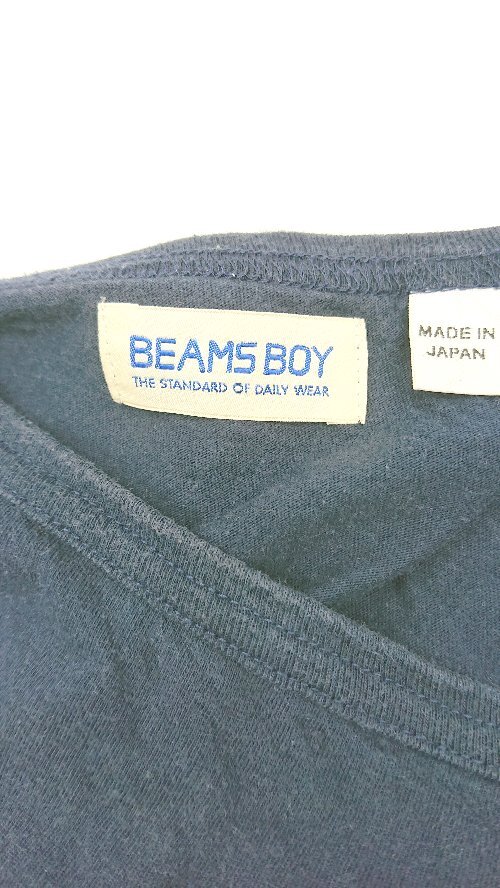 BEAMS BOY
THE STANDARD OF DAILY WEAR
MADE IN
JAPAN